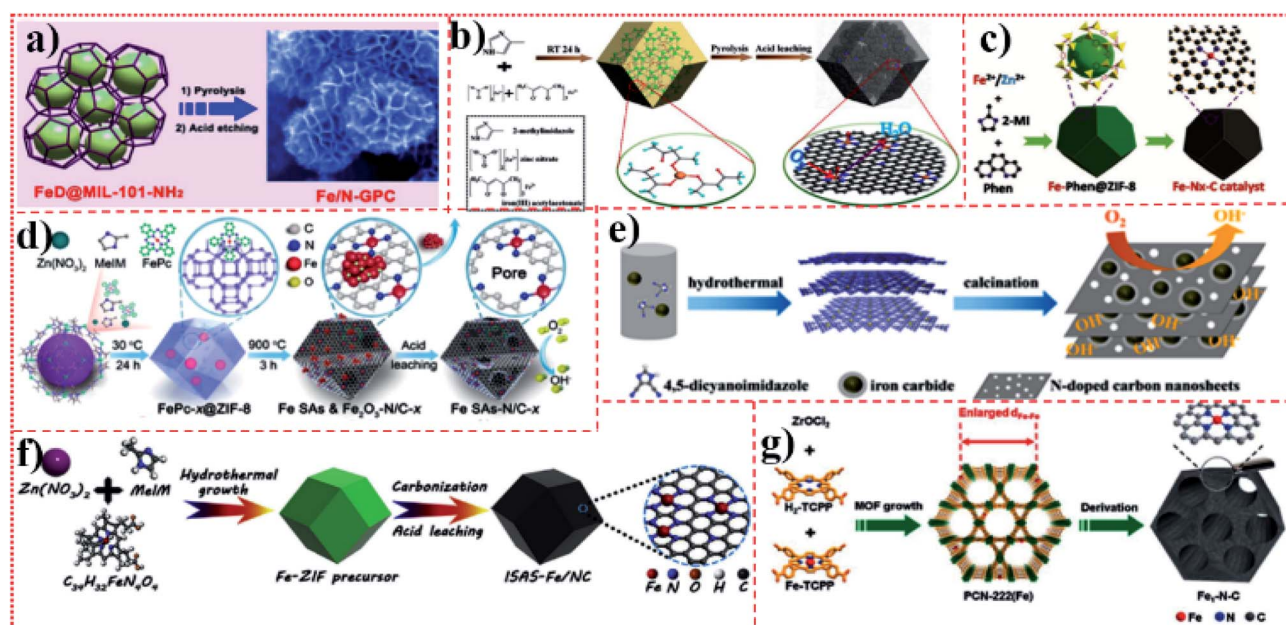 a)
1) Pyrolysis
2) Acid etching
FeD@MIL-101-NH₂
Fe/N-GPC
b)
NH
RT 24 h
Pyrolysis
Acid leaching
+
+
NH
2-methylimidazole
zinc nitrate
iron(III) acetylacetonate
O₂
H₂O
c)
Fe²⁺/Zn²⁺
+
2-MI
+
Phen
Fe-Phen@ZIF-8
Fe-Nx-C catalyst
d)
Zn(NO₃)₂
MeIM
FePc
C
N
Fe
O
Pore
30 °C
24 h
900 °C
3 h
Acid
leaching
O₂
OH⁻
FePc-x@ZIF-8
Fe SAs & Fe₂O₃-N/C-x
Fe SAs-N/C-x
e)
hydrothermal
calcination
O₂
OH⁻
OH⁻
OH⁻
OH⁻
OH⁻
4,5-dicyanoimidazole
iron carbide
N-doped carbon nanosheets
f)
Zn(NO₃)₂
MeIM
C₃₄H₃₂FeN₄O₄
Hydrothermal
growth
Fe-ZIF precursor
Carbonization
Acid leaching
ISAS-Fe/NC
Fe N O H C
g)
ZrOCl₂
+
H₂-TCPP
+
Fe-TCPP
MOF growth
Enlarged d Fe-Fe
PCN-222(Fe)
Derivation
Fe₁-N-C
Fe N C